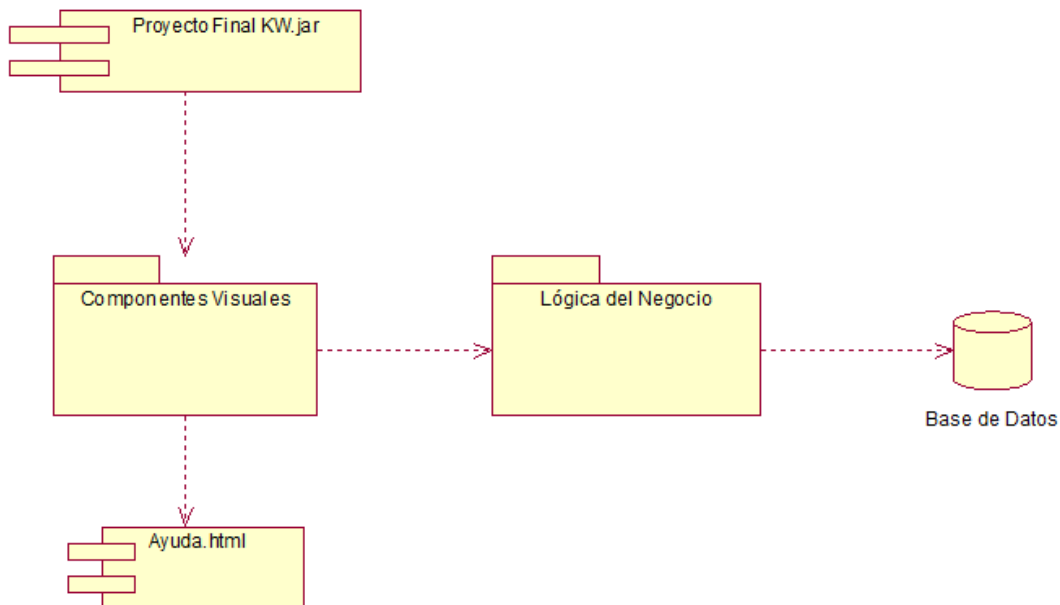 Proyecto Final KW.jar
Componentes Visuales
Lógica del Negocio
Base de Datos
Ayuda.html